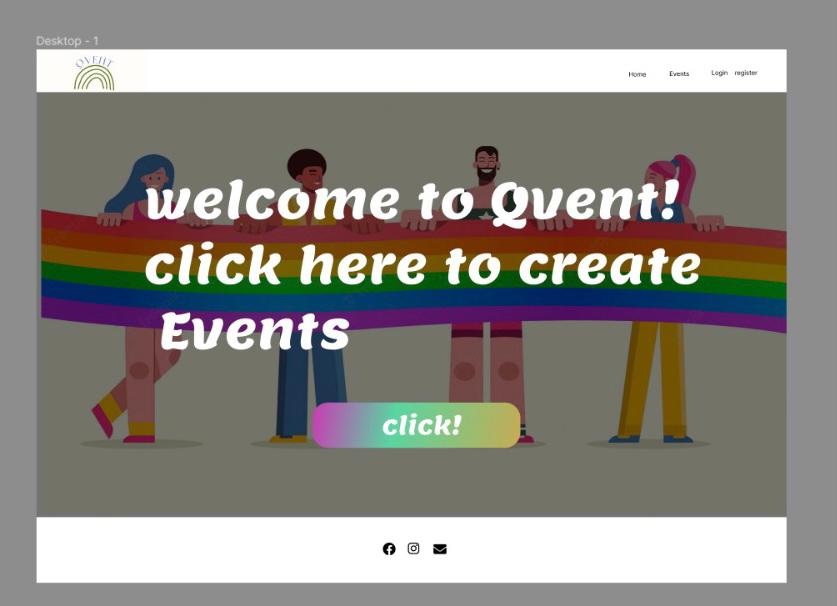 Desktop - 1
QVENT
Home Events Login register
welcome to Qvent!
click here to create
Events
click!